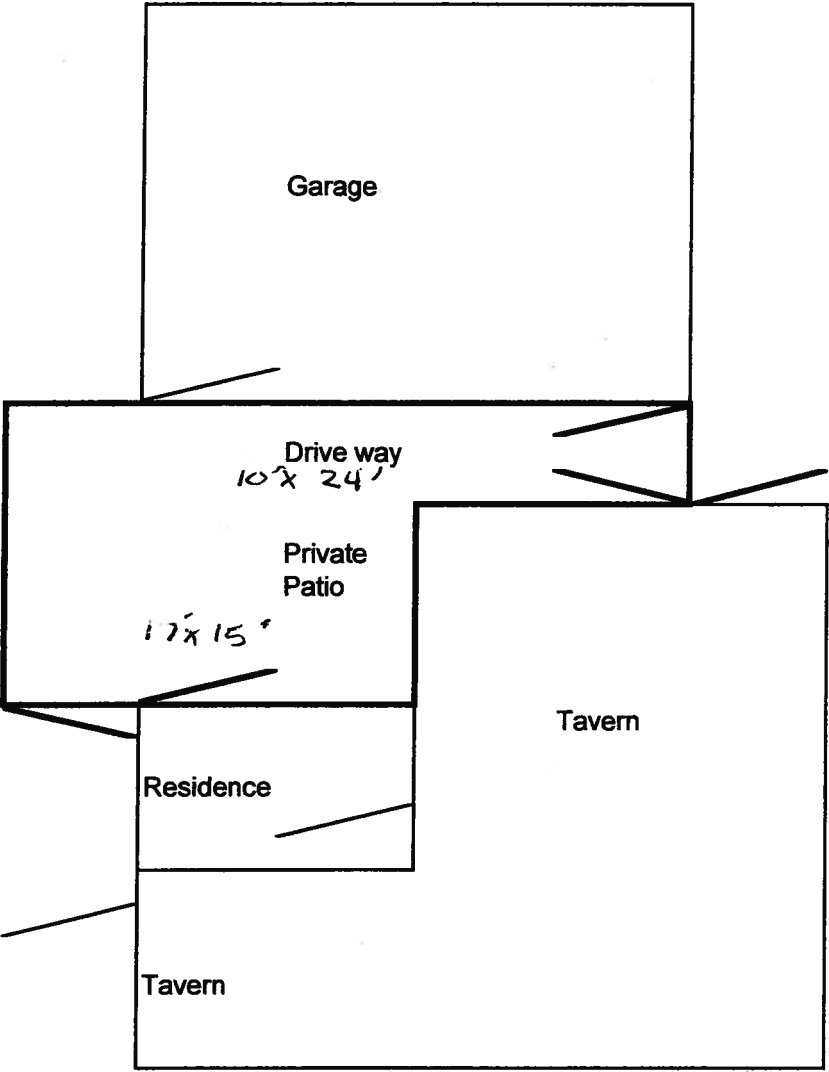 Garage
Drive way
10'x 24'
Private
Patio
17'x 15'
Tavern
Residence
Tavern